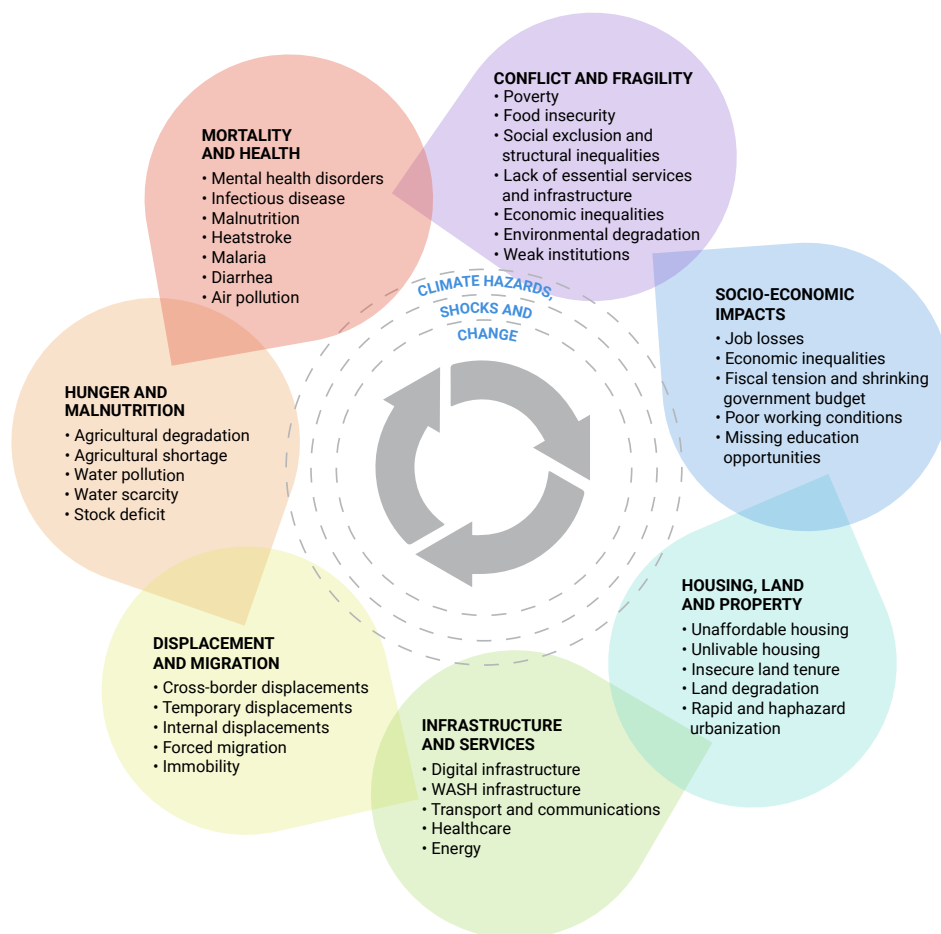 CONFLICT AND FRAGILITY
• Poverty
• Food insecurity
• Social exclusion and
structural inequalities
• Lack of essential services
and infrastructure
• Economic inequalities
• Environmental degradation
• Weak institutions
MORTALITY
AND HEALTH
• Mental health disorders
• Infectious disease
• Malnutrition
• Heatstroke
• Malaria
• Diarrhea
• Air pollution
CLIMATE HAZARDS,
SHOCKS AND
CHANGE
SOCIO-ECONOMIC
IMPACTS
• Job losses
• Economic inequalities
• Fiscal tension and shrinking
government budget
• Poor working conditions
• Missing education
opportunities
HUNGER AND
MALNUTRITION
• Agricultural degradation
• Agricultural shortage
• Water pollution
• Water scarcity
• Stock deficit
HOUSING, LAND
AND PROPERTY
• Unaffordable housing
• Unlivable housing
• Insecure land tenure
• Land degradation
• Rapid and haphazard
urbanization
DISPLACEMENT
AND MIGRATION
• Cross-border displacements
• Temporary displacements
• Internal displacements
• Forced migration
• Immobility
INFRASTRUCTURE
AND SERVICES
• Digital infrastructure
• WASH infrastructure
• Transport and communications
• Healthcare
• Energy